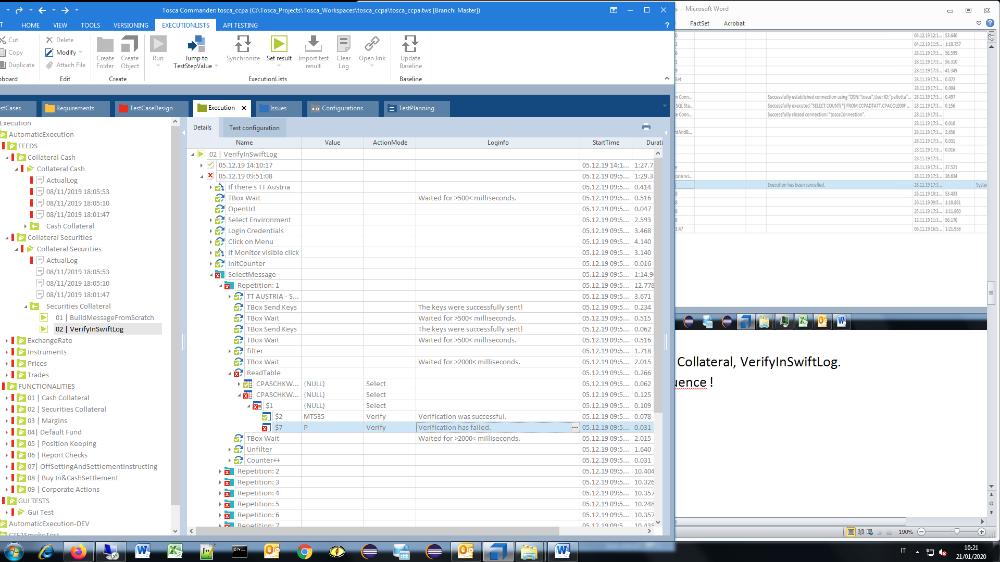 Tosca Commander: tosca_ccpa (C:\Tosca_Projects\Tosca_Workspaces\tosca_ccpa\tosca_ccpa.tws [Branch: Master])
HOME VIEW TOOLS VERSIONING EXECUTIONLISTS API TESTING
Cut
Copy
Duplicate
Delete
Modify
Attach File
Edit
Create Folder
Create Object
Create
Run
Jump to TestStepValue
Synchronize
Set result
Import test result
Clear Log
Open link
ExecutionLists
Update Baseline
Baseline
Requirements TestCaseDesign Execution Issues Configurations TestPlanning
Execution
AutomaticExecution
FEEDS
Collateral Cash
Collateral Cash
ActualLog
08/11/2019 18:05:53
08/11/2019 18:05:10
08/11/2019 18:01:47
Cash Collateral
Collateral Securities
Collateral Securities
ActualLog
08/11/2019 18:05:53
08/11/2019 18:05:10
08/11/2019 18:01:47
Securities Collateral
01 | BuildMessageFromScratch
02 | VerifyInSwiftLog
ExchangeRate
Instruments
Prices
Trades
FUNCTIONALITIES
01 | Cash Collateral
02 | Securities Collateral
03 | Margins
04| Default Fund
05 | Position Keeping
06 | Report Checks
07| OffSettingAndSettlementInstructing
08 | Buy In&CashSettlement
09 | Corporate Actions
GUI TESTS
Gui Test
AutomaticExecution-DEV
Details Test configuration
Name Value ActionMode Loginfo StartTime Durati
02 | VerifyInSwiftLog
05.12.19 14:10:17 05.12.19 14:1... 1:27.7
05.12.19 09:51:08 05.12.19 09:5... 1:29.3
If there s TT Austria 05.12.19 09:5... 0.414
TBox Wait Waited for >500< milliseconds. 05.12.19 09:5... 0.516
OpenUrl 05.12.19 09:5... 0.047
Select Environment 05.12.19 09:5... 2.593
Login Credentials 05.12.19 09:5... 3.468
Click on Menu 05.12.19 09:5... 4.140
if Monitor visible click 05.12.19 09:5... 3.140
InitCounter 05.12.19 09:5... 0.016
SelectMessage 05.12.19 09:5... 1:14.9
Repetition: 1 05.12.19 09:5... 12.778
TT AUSTRIA - S... 05.12.19 09:5... 3.671
TBox Send Keys The keys were successfully sent! 05.12.19 09:5... 0.234
TBox Wait Waited for >500< milliseconds. 05.12.19 09:5... 0.515
TBox Send Keys The keys were successfully sent! 05.12.19 09:5... 0.062
TBox Wait Waited for >500< milliseconds. 05.12.19 09:5... 0.516
filter 05.12.19 09:5... 1.718
TBox Wait Waited for >2000< milliseconds. 05.12.19 09:5... 2.015
ReadTable 05.12.19 09:5... 0.266
CPASCHKW... {NULL} Select 05.12.19 09:5... 0.062
CPASCHKW... {NULL} Select 05.12.19 09:5... 0.125
$1 {NULL} Select 05.12.19 09:5... 0.109
$2 MT535 Verify Verification was successful. 05.12.19 09:5... 0.078
$7 P Verify Verification has failed. ... 05.12.19 09:5... 0.031
TBox Wait Waited for >2000< milliseconds. 05.12.19 09:5... 2.015
Unfilter 05.12.19 09:5... 1.640
Counter++ 05.12.19 09:5... 0.031
Repetition: 2 05.12.19 09:5... 10.404
Repetition: 3 05.12.19 09:5... 10.326
Repetition: 4 05.12.19 09:5... 10.357
Repetition: 5 05.12.19 09:5... 10.248
Repetition: 6 05.12.19 09:5... 10.357
Repetition: 7 05.12.19 09:5... 10.435
s - Microsoft Word
FactSet Acrobat
0 04.12.19 12:1... 53.640
1 04.12.19 11:5... 1:10.757
6 28.11.19 17:3... 56.599
1 28.11.19 17:3... 56.310
9 28.11.19 17:3... 41.349
Set 28.11.19 17:3... 0.072
28.11.19 17:3... 0.004
n Conn... Successfully established connection using "DSN:"tosca",User ID:"pallotta"... 28.11.19 17:3... 0.497
SQL Sta... Successfully executed "SELECT COUNT(*) FROM CCPADTATT.CPACOLE00F ... 28.11.19 17:3... 0.156
se Conn... Successfully closed connection: "toscaConnection". 28.11.19 17:3...
28.11.19 17:3... 0.016
ntAndB... 28.11.19 17:3... 2.656
28.11.19 17:3... 0.031
28.11.19 17:3... 0.016
28.11.19 17:3...
e 28.11.19 17:3... 37.521
cate wi... 28.11.19 17:3... 26.634
t Execution has been cancelled. 28.11.19 17:3... Syste
8 26.11.19 10:1... 53.433
8 26.11.19 09:5... 1:10.861
8 25.11.19 17:3... 1:11.860
6 12.11.19 11:3... 56.170
1:47 06.11.19 16:5... 1:21.958
Collateral, VerifyInSwiftLog.
uence !
190%
IT
10:21
21/01/2020